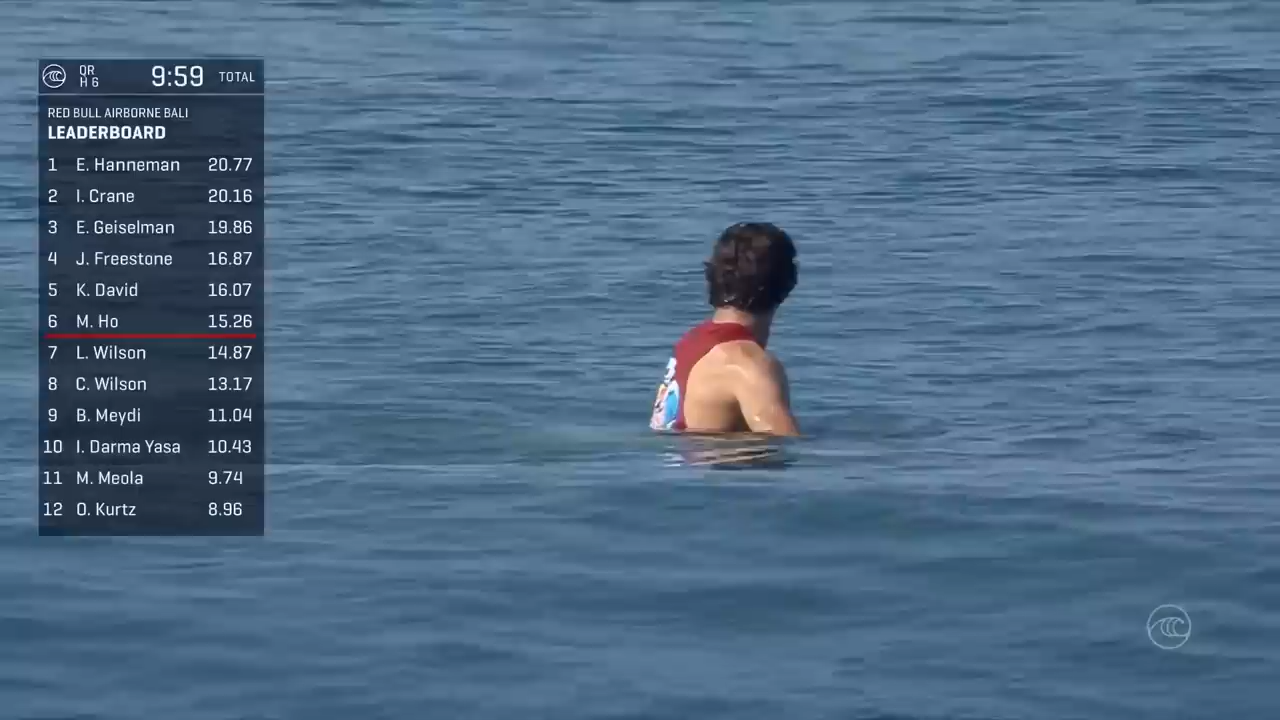 QR
H 6
9:59
TOTAL
RED BULL AIRBORNE BALI
LEADERBOARD
1 E. Hanneman 20.77
2 I. Crane 20.16
3 E. Geiselman 19.86
4 J. Freestone 16.87
5 K. David 16.07
6 M. Ho 15.26
7 L. Wilson 14.87
8 C. Wilson 13.17
9 B. Meydi 11.04
10 I. Darma Yasa 10.43
11 M. Meola 9.74
12 O. Kurtz 8.96